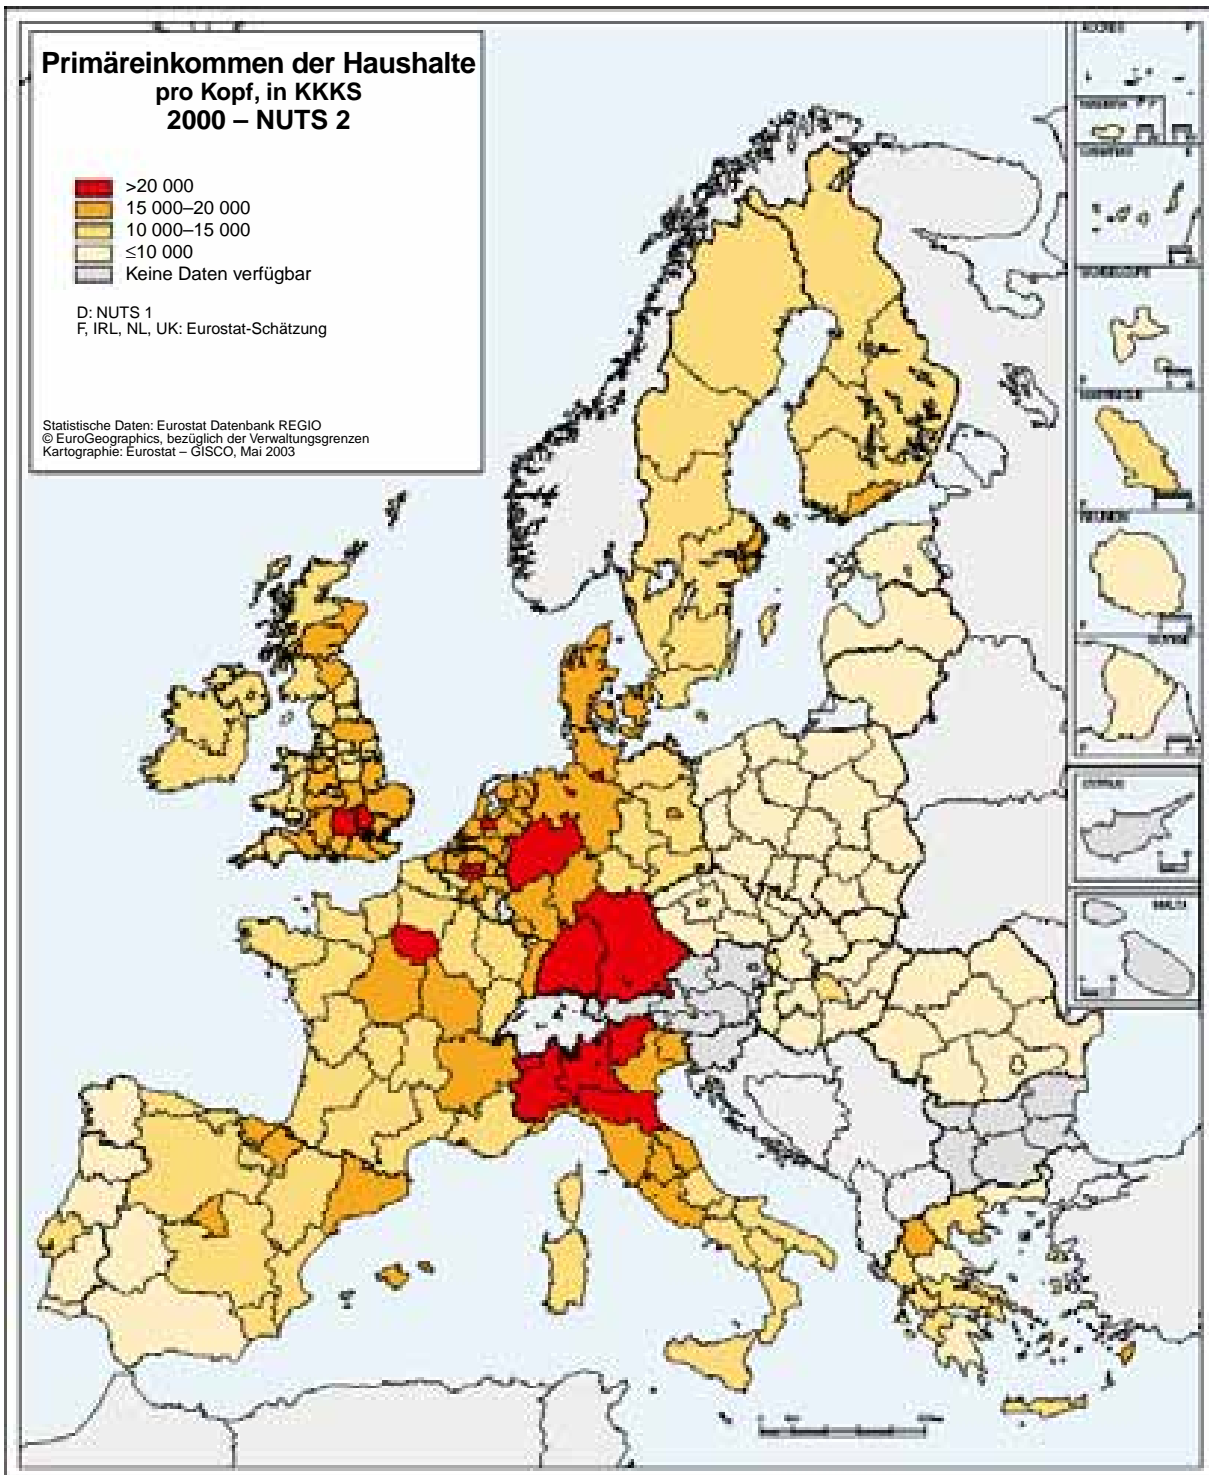 Primäreinkommen der Haushalte
pro Kopf, in KKKS
2000 – NUTS 2
>20 000
15 000–20 000
10 000–15 000
≤10 000
Keine Daten verfügbar
D: NUTS 1
F, IRL, NL, UK: Eurostat-Schätzung
Statistische Daten: Eurostat Datenbank REGIO
© EuroGeographics, bezüglich der Verwaltungsgrenzen
Kartographie: Eurostat – GISCO, Mai 2003